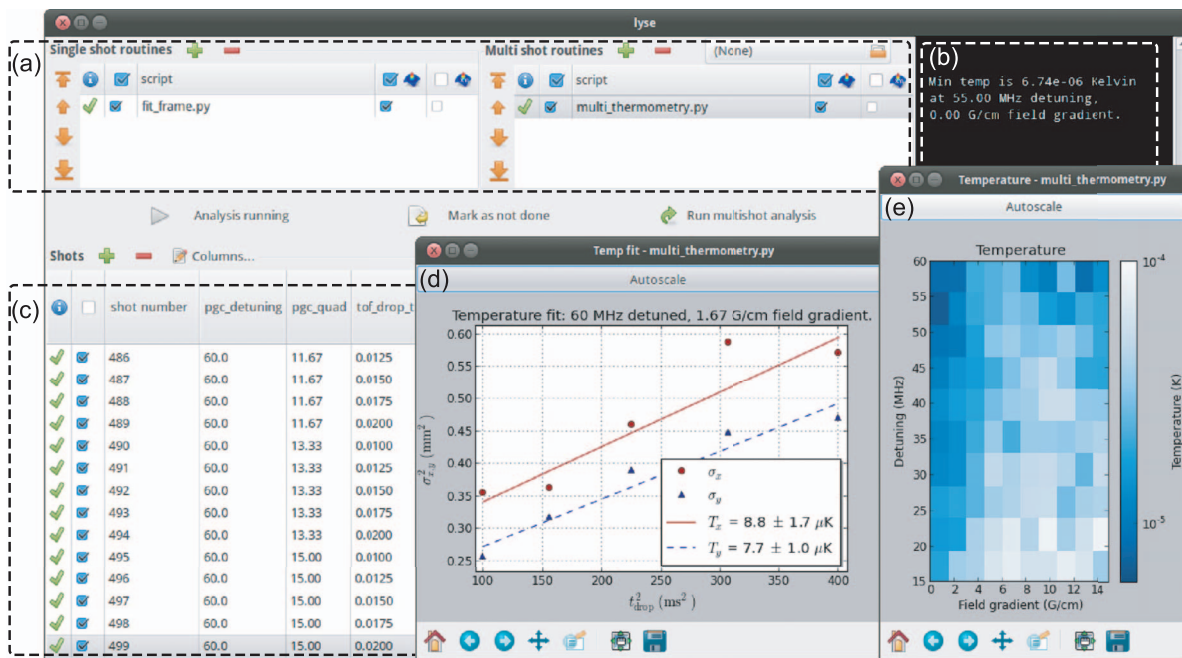 lyse
(a)
Single shot routines
Multi shot routines
(None)
script
script
fit_frame.py
multi_thermometry.py
(b)
Min temp is 6.74e-06 Kelvin
at 55.00 MHz detuning,
0.00 G/cm field gradient.
Analysis running
Mark as not done
Run multishot analysis
Shots
Columns...
(c)
shot number pgc_detuning pgc_quad tof_drop_t
486 60.0 11.67 0.0125
487 60.0 11.67 0.0150
488 60.0 11.67 0.0175
489 60.0 11.67 0.0200
490 60.0 13.33 0.0100
491 60.0 13.33 0.0125
492 60.0 13.33 0.0150
493 60.0 13.33 0.0175
494 60.0 13.33 0.0200
495 60.0 15.00 0.0100
496 60.0 15.00 0.0125
497 60.0 15.00 0.0150
498 60.0 15.00 0.0175
499 60.0 15.00 0.0200
Temp fit - multi_thermometry.py
(d)
Autoscale
Temperature fit: 60 MHz detuned, 1.67 G/cm field gradient.
0.60
0.55
0.50
0.45
0.40
0.35
0.30
0.25
σ²x,y (mm²)
100 150 200 250 300 350 400
t²drop (ms²)
σx
σy
Tx = 8.8 ± 1.7 μK
Ty = 7.7 ± 1.0 μK
Temperature - multi_thermometry.py
(e)
Autoscale
Temperature
60
55
50
45
40
35
30
25
20
15
Detuning (MHz)
0 2 4 6 8 10 12 14
Field gradient (G/cm)
10⁻⁴
10⁻⁵
Temperature (K)